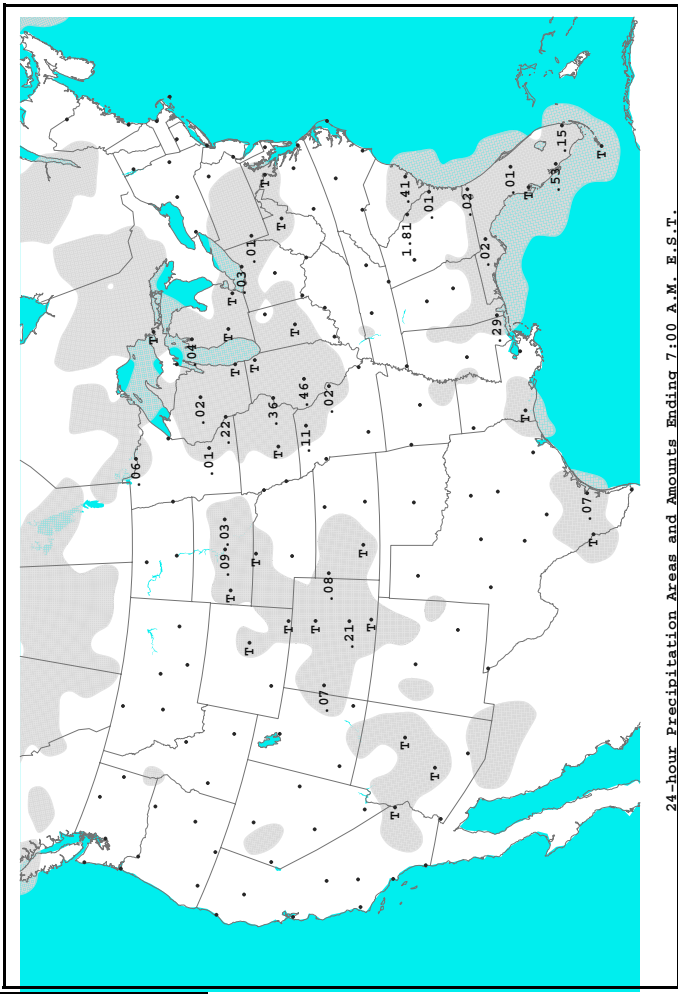 .06
T
.04
.02
.01
.22
.09 .03
T
T
T
T
.03
T
.01
T
T
T
.36
T
T
T
T
.46
.11
T
.07
.08
.02
.21
T
T
T
T
1.81 .41
.01
T
.02
.02
.29
.01
T
T
.53
.15
.07
T
T
24-hour Precipitation Areas and Amounts Ending 7:00 A.M. E.S.T.